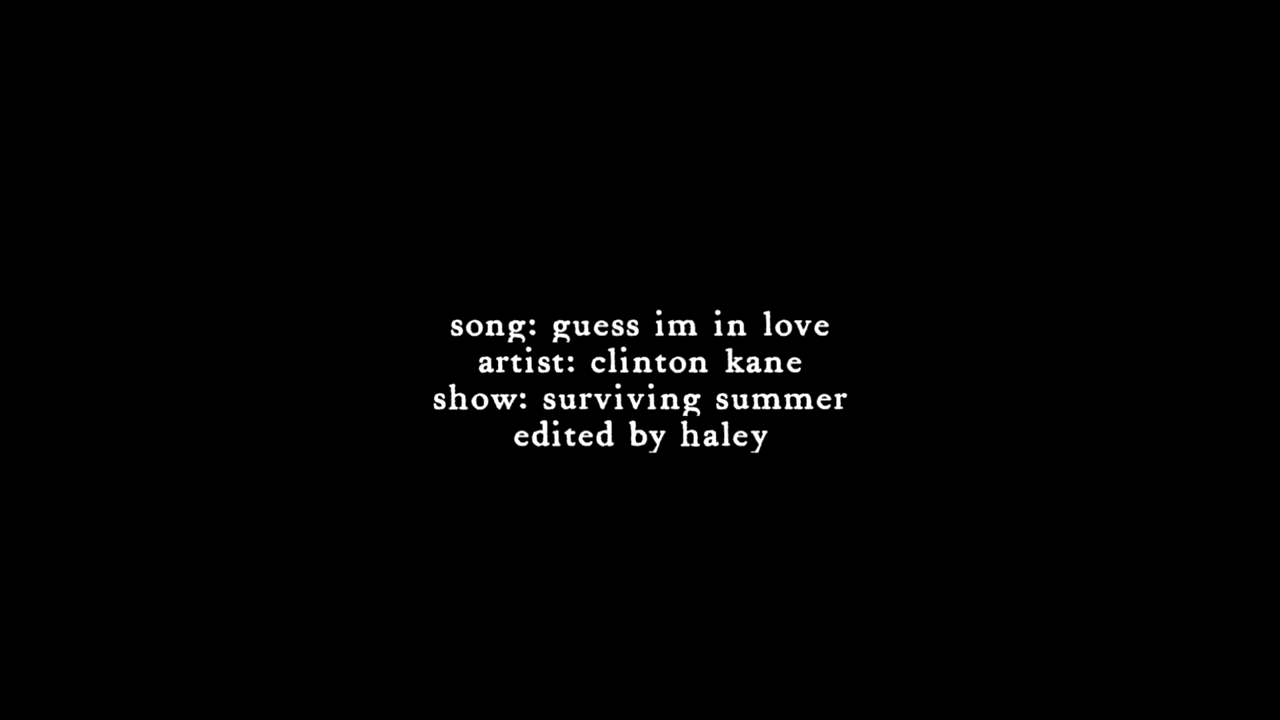 song: guess im in love
artist: clinton kane
show: surviving summer
edited by haley